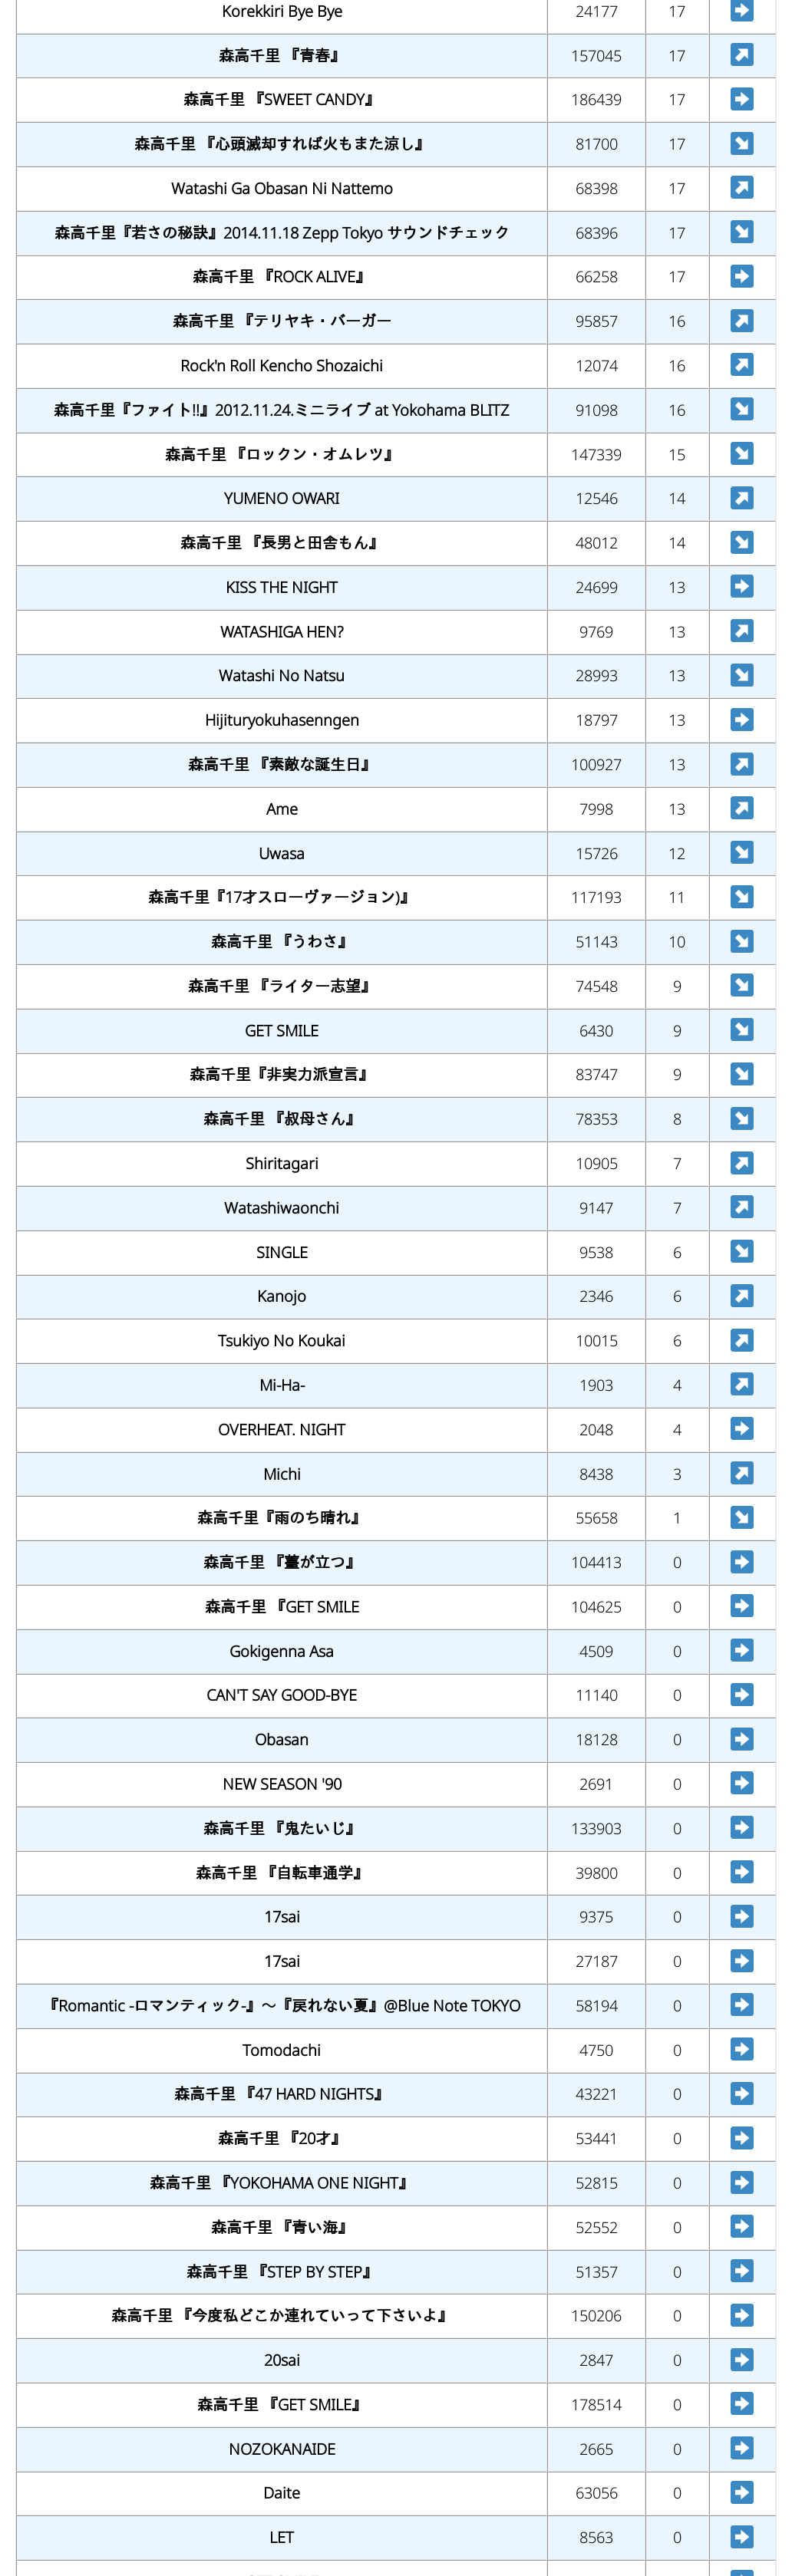 Korekkiri Bye Bye 24177 17
森高千里 『青春』 157045 17
森高千里 『SWEET CANDY』 186439 17
森高千里 『心頭滅却すれば火もまた涼し』 81700 17
Watashi Ga Obasan Ni Nattemo 68398 17
森高千里『若さの秘訣』2014.11.18 Zepp Tokyo サウンドチェック 68396 17
森高千里 『ROCK ALIVE』 66258 17
森高千里 『テリヤキ・バーガー 95857 16
Rock'n Roll Kencho Shozaichi 12074 16
森高千里『ファイト!!』2012.11.24.ミニライブ at Yokohama BLITZ 91098 16
森高千里 『ロックン・オムレツ』 147339 15
YUMENO OWARI 12546 14
森高千里 『長男と田舎もん』 48012 14
KISS THE NIGHT 24699 13
WATASHIGA HEN? 9769 13
Watashi No Natsu 28993 13
Hijituryokuhasenngen 18797 13
森高千里 『素敵な誕生日』 100927 13
Ame 7998 13
Uwasa 15726 12
森高千里『17才スローヴァージョン)』 117193 11
森高千里 『うわさ』 51143 10
森高千里 『ライター志望』 74548 9
GET SMILE 6430 9
森高千里『非実力派宣言』 83747 9
森高千里 『叔母さん』 78353 8
Shiritagari 10905 7
Watashiwaonchi 9147 7
SINGLE 9538 6
Kanojo 2346 6
Tsukiyo No Koukai 10015 6
Mi-Ha- 1903 4
OVERHEAT. NIGHT 2048 4
Michi 8438 3
森高千里『雨のち晴れ』 55658 1
森高千里 『薹が立つ』 104413 0
森高千里 『GET SMILE 104625 0
Gokigenna Asa 4509 0
CAN'T SAY GOOD-BYE 11140 0
Obasan 18128 0
NEW SEASON '90 2691 0
森高千里 『鬼たいじ』 133903 0
森高千里 『自転車通学』 39800 0
17sai 9375 0
17sai 27187 0
『Romantic -ロマンティック-』～『戻れない夏』@Blue Note TOKYO 58194 0
Tomodachi 4750 0
森高千里 『47 HARD NIGHTS』 43221 0
森高千里 『20才』 53441 0
森高千里 『YOKOHAMA ONE NIGHT』 52815 0
森高千里 『青い海』 52552 0
森高千里 『STEP BY STEP』 51357 0
森高千里 『今度私どこか連れていって下さいよ』 150206 0
20sai 2847 0
森高千里 『GET SMILE』 178514 0
NOZOKANAIDE 2665 0
Daite 63056 0
LET 8563 0